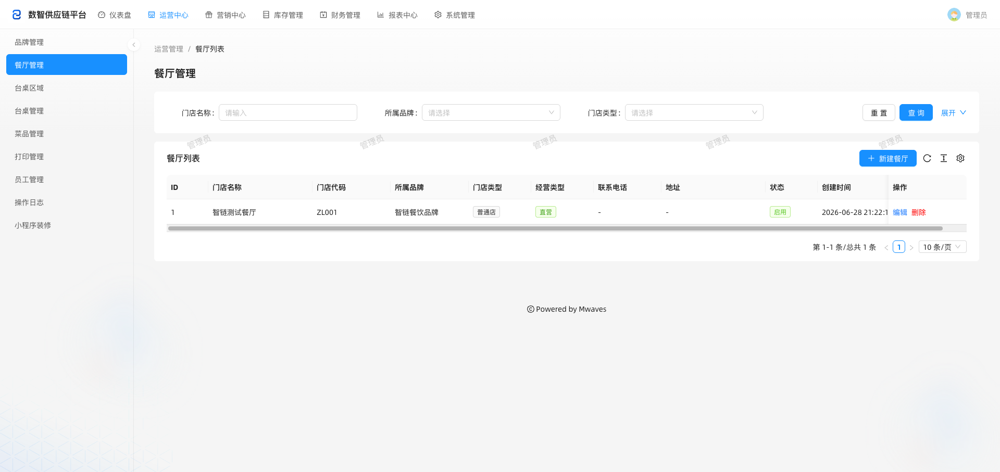 数智供应链平台 仪表盘 运营中心 营销中心 库存管理 财务管理 报表中心 系统管理 管理员
品牌管理
餐厅管理
台桌区域
台桌管理
菜品管理
打印管理
员工管理
操作日志
小程序装修
运营管理 / 餐厅列表
餐厅管理
门店名称: 请输入 所属品牌: 请选择 门店类型: 请选择 重 置 查 询 展开
管理员 管理员 管理员 管理员 管理员
餐厅列表 新建餐厅
ID 门店名称 门店代码 所属品牌 门店类型 经营类型 联系电话 地址 状态 创建时间 操作
1 智链测试餐厅 ZL001 智链餐饮品牌 普通店 直营 - - 启用 2026-06-28 21:22:1 编辑 删除
第 1-1 条/总共 1 条 < 1 > 10 条/页
© Powered by Mwaves